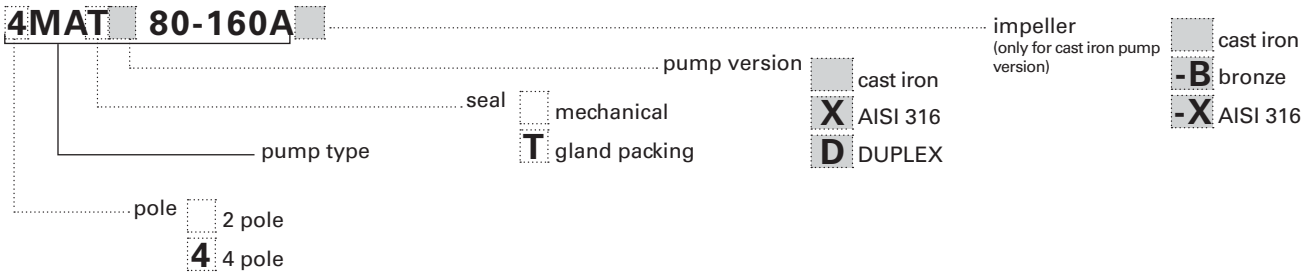 4MAT 80-160A
impeller
(only for cast iron pump
version)
cast iron
-B bronze
-X AISI 316
pump version
cast iron
X AISI 316
D DUPLEX
seal
mechanical
T gland packing
pump type
pole
2 pole
4 4 pole